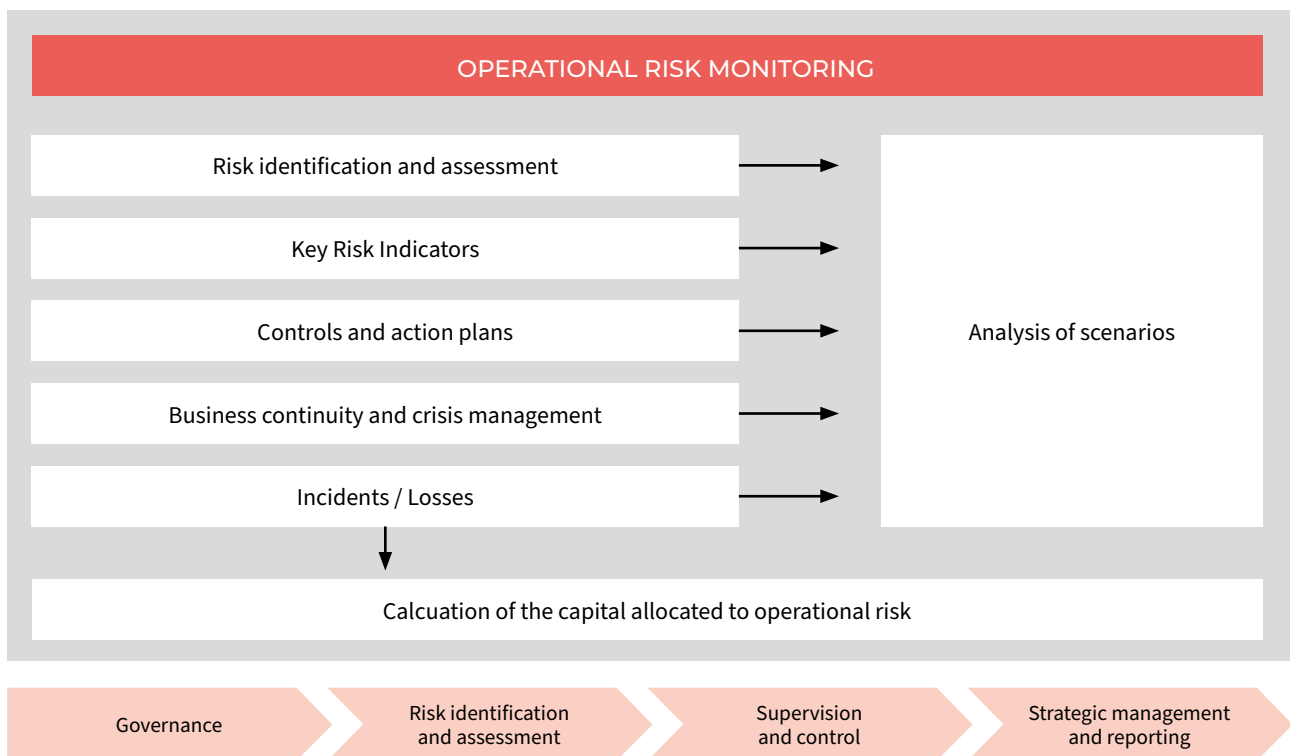 OPERATIONAL RISK MONITORING
Risk identification and assessment
Key Risk Indicators
Controls and action plans
Business continuity and crisis management
Incidents / Losses
Analysis of scenarios
Calcuation of the capital allocated to operational risk
Governance
Risk identification
and assessment
Supervision
and control
Strategic management
and reporting